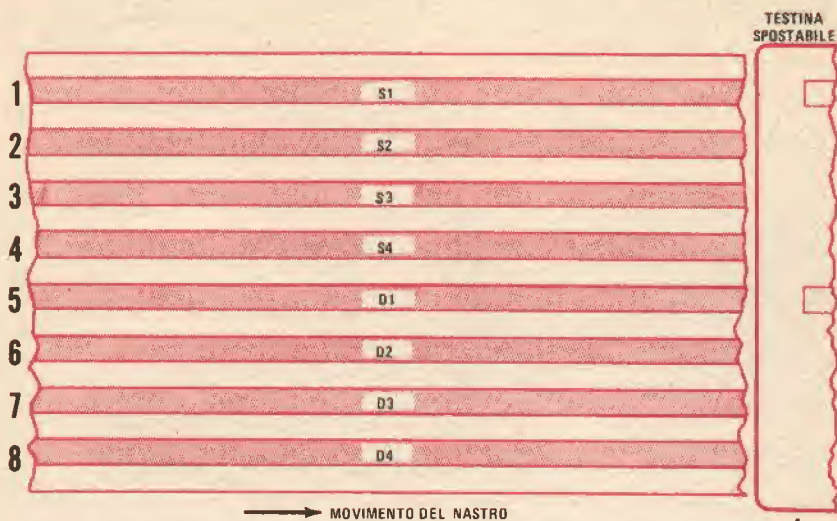 TESTINA
SPOSTABILE
1 S1
2 S2
3 S3
4 S4
5 D1
6 D2
7 D3
8 D4
MOVIMENTO DEL NASTRO